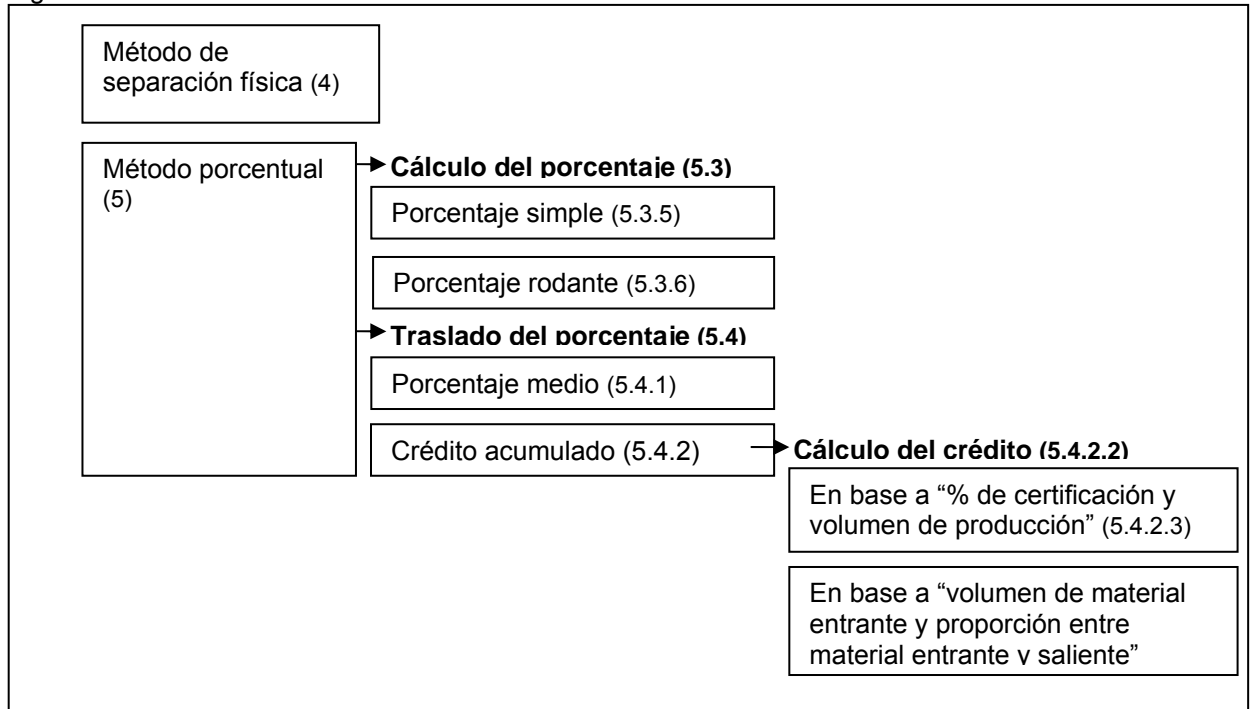 Método de
separación física (4)
Método porcentual
(5)
Cálculo del porcentaje (5.3)
Porcentaje simple (5.3.5)
Porcentaje rodante (5.3.6)
Traslado del porcentaje (5.4)
Porcentaje medio (5.4.1)
Crédito acumulado (5.4.2)
Cálculo del crédito (5.4.2.2)
En base a “% de certificación y
volumen de producción” (5.4.2.3)
En base a “volumen de material
entrante y proporción entre
material entrante y saliente”